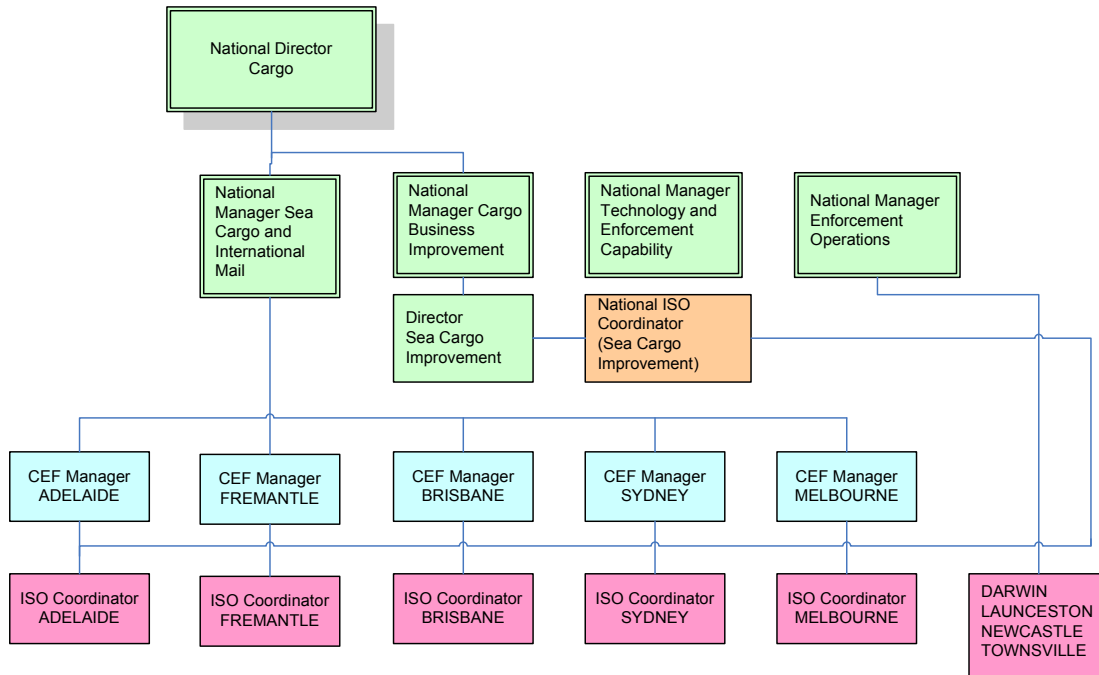 National Director
Cargo
National
Manager Sea
Cargo and
International
Mail
National
Manager Cargo
Business
Improvement
National Manager
Technology and
Enforcement
Capability
National Manager
Enforcement
Operations
Director
Sea Cargo
Improvement
National ISO
Coordinator
(Sea Cargo
Improvement)
CEF Manager
ADELAIDE
CEF Manager
FREMANTLE
CEF Manager
BRISBANE
CEF Manager
SYDNEY
CEF Manager
MELBOURNE
ISO Coordinator
ADELAIDE
ISO Coordinator
FREMANTLE
ISO Coordinator
BRISBANE
ISO Coordinator
SYDNEY
ISO Coordinator
MELBOURNE
DARWIN
LAUNCESTON
NEWCASTLE
TOWNSVILLE